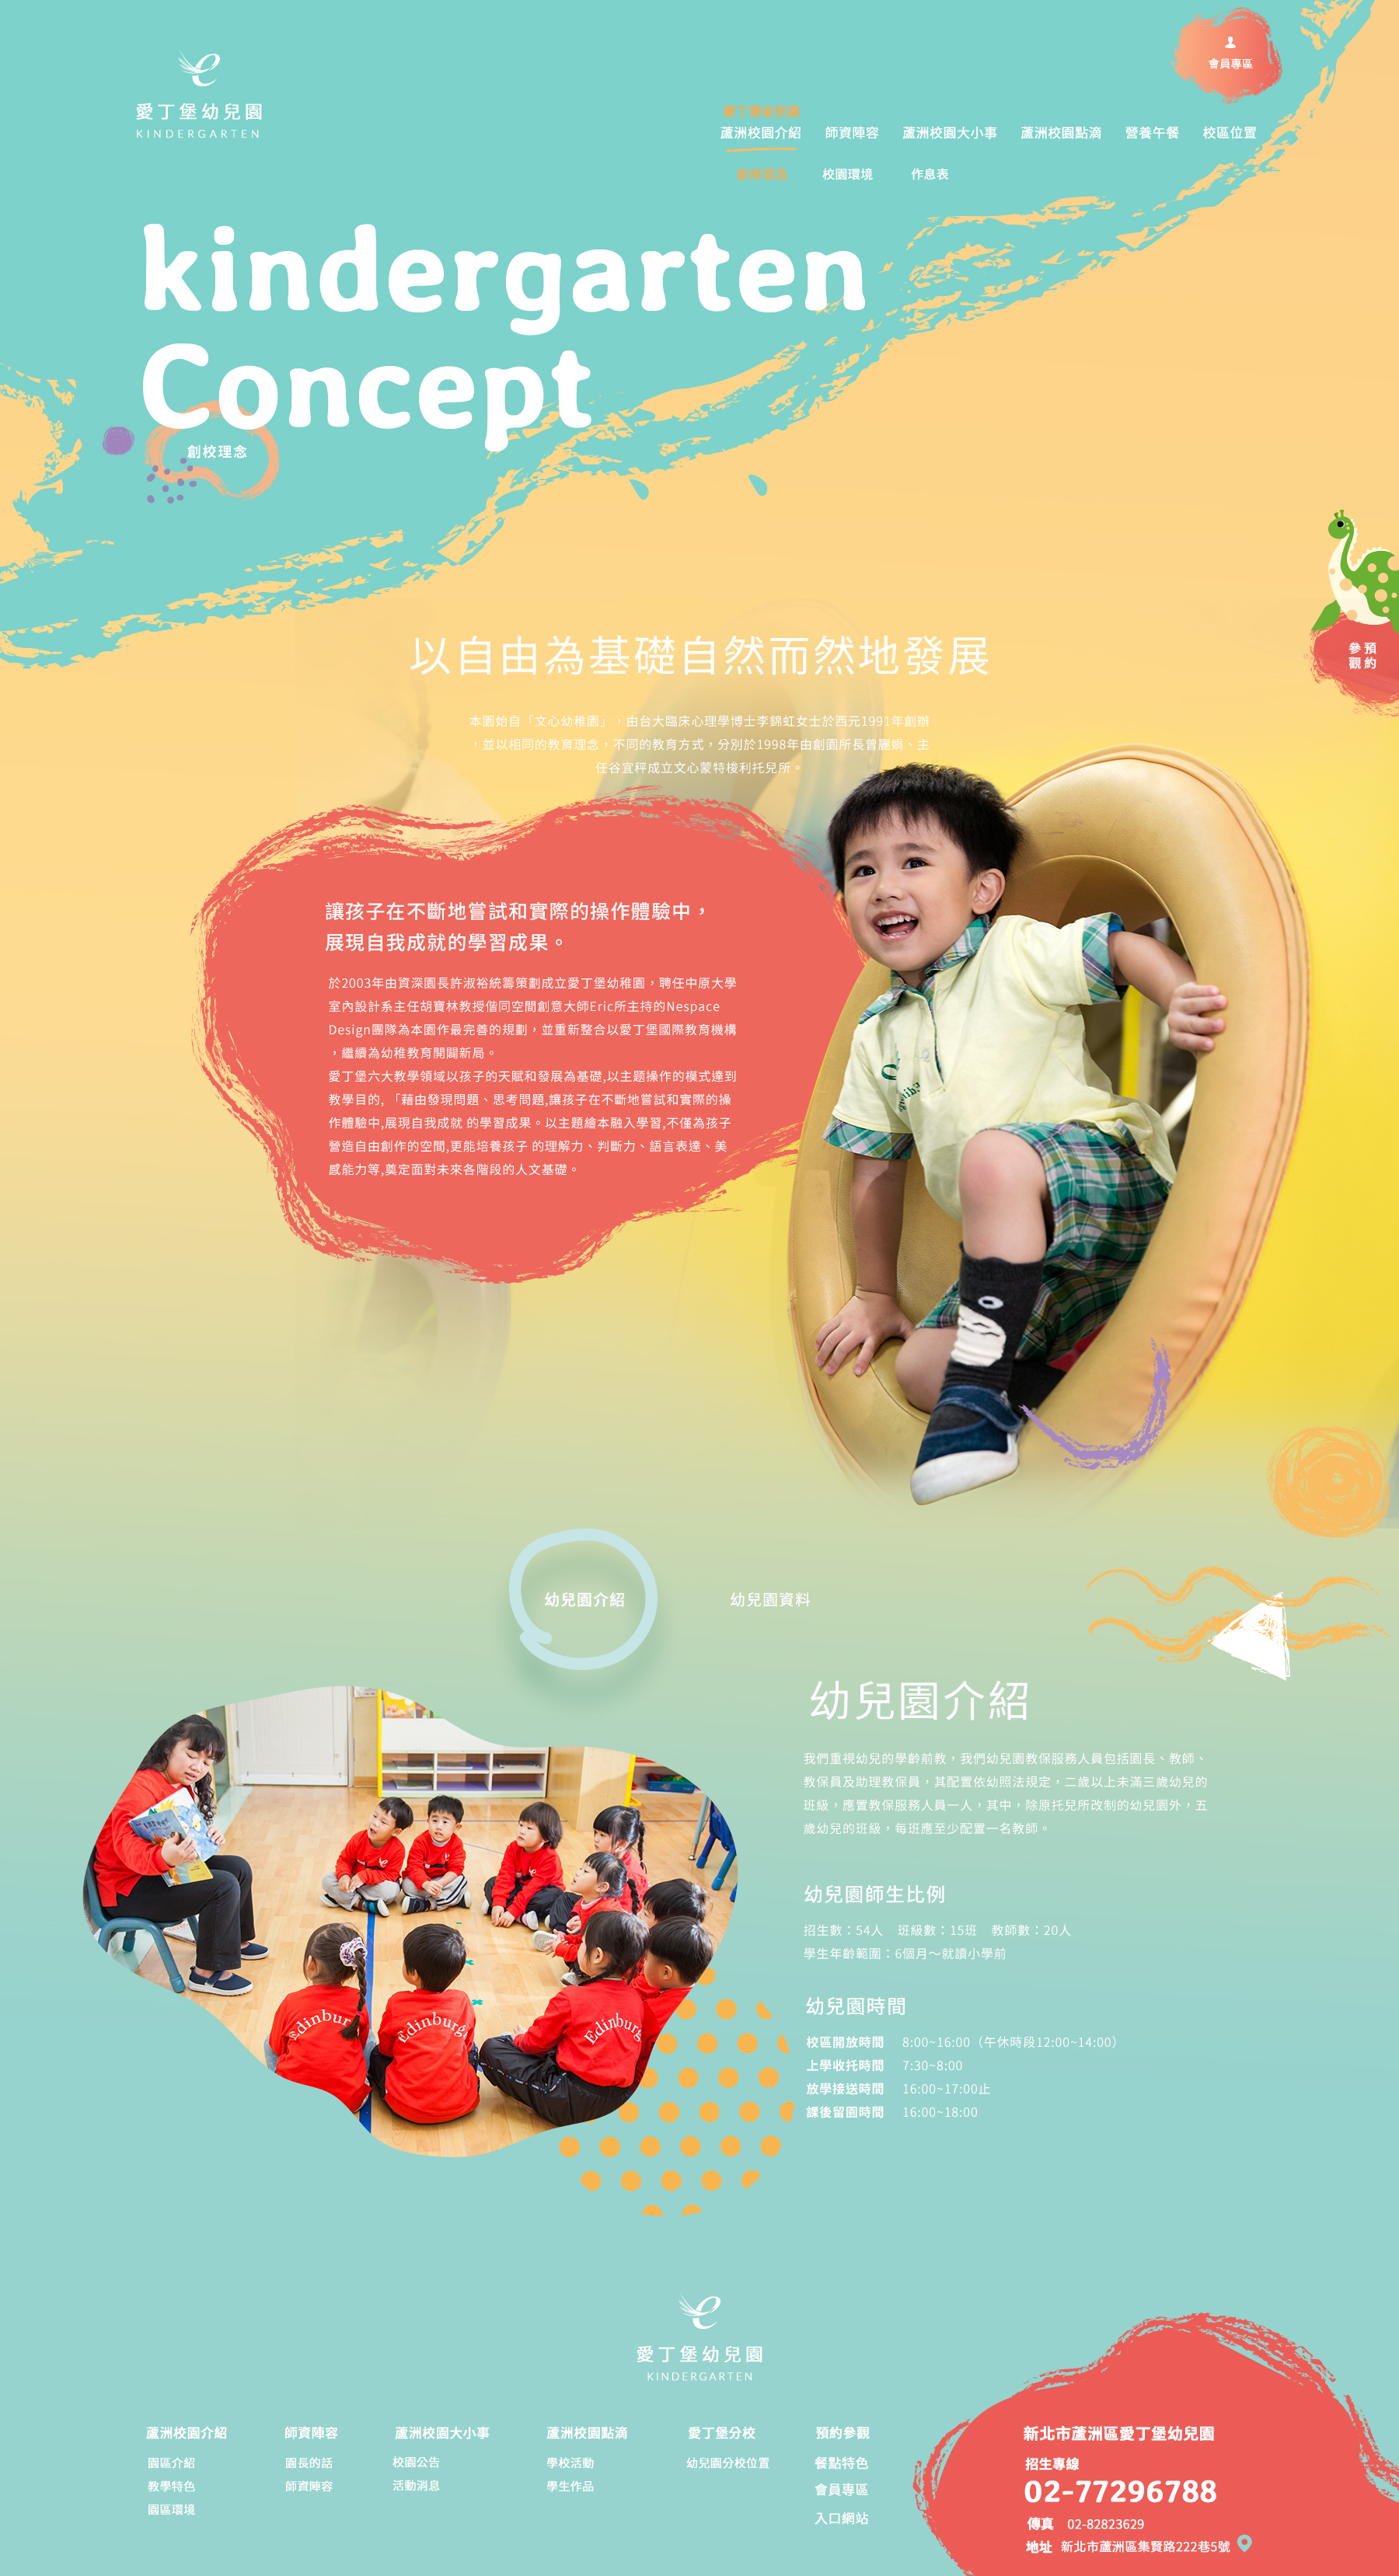 愛丁堡幼兒園
KINDERGARTEN
會員專區
愛丁堡幼兒園
蘆洲校園介紹 師資陣容 蘆洲校園大小事 蘆洲校園點滴 營養午餐 校區位置
創校理念 校園環境 作息表
kindergarten
Concept
創校理念
預約
參觀
以自由為基礎自然而然地發展
本園始自「文心幼稚園」，由台大臨床心理學博士李錦虹女士於西元1991年創辦
，並以相同的教育理念，不同的教育方式，分別於1998年由創園所長曾麗娟、主
任谷宜秤成立文心蒙特梭利托兒所。
讓孩子在不斷地嘗試和實際的操作體驗中，
展現自我成就的學習成果。
於2003年由資深園長許淑裕統籌策劃成立愛丁堡幼稚園，聘任中原大學
室內設計系主任胡寶林教授偕同空間創意大師Eric所主持的Nespace
Design團隊為本園作最完善的規劃，並重新整合以愛丁堡國際教育機構
，繼續為幼稚教育開闢新局。
愛丁堡六大教學領域以孩子的天賦和發展為基礎,以主題操作的模式達到
教學目的, 「藉由發現問題、思考問題,讓孩子在不斷地嘗試和實際的操
作體驗中,展現自我成就 的學習成果。以主題繪本融入學習,不僅為孩子
營造自由創作的空間,更能培養孩子 的理解力、判斷力、語言表達、美
感能力等,奠定面對未來各階段的人文基礎。
幼兒園介紹 幼兒園資料
幼兒園介紹
我們重視幼兒的學齡前教，我們幼兒園教保服務人員包括園長、教師、
教保員及助理教保員，其配置依幼照法規定，二歲以上未滿三歲幼兒的
班級，應置教保服務人員一人，其中，除原托兒所改制的幼兒園外，五
歲幼兒的班級，每班應至少配置一名教師。
幼兒園師生比例
招生數：54人 班級數：15班 教師數：20人
學生年齡範圍：6個月～就讀小學前
幼兒園時間
校區開放時間 8:00~16:00（午休時段12:00~14:00）
上學收托時間 7:30~8:00
放學接送時間 16:00~17:00止
課後留園時間 16:00~18:00
Edinbur
Edinburg
Edinburg
愛丁堡幼兒園
KINDERGARTEN
蘆洲校園介紹 師資陣容 蘆洲校園大小事 蘆洲校園點滴 愛丁堡分校 預約參觀
園區介紹 園長的話 校園公告 學校活動 幼兒園分校位置 餐點特色
教學特色 師資陣容 活動消息 學生作品 會員專區
園區環境 入口網站
新北市蘆洲區愛丁堡幼兒園
招生專線
02-77296788
傳真 02-82823629
地址 新北市蘆洲區集賢路222巷5號